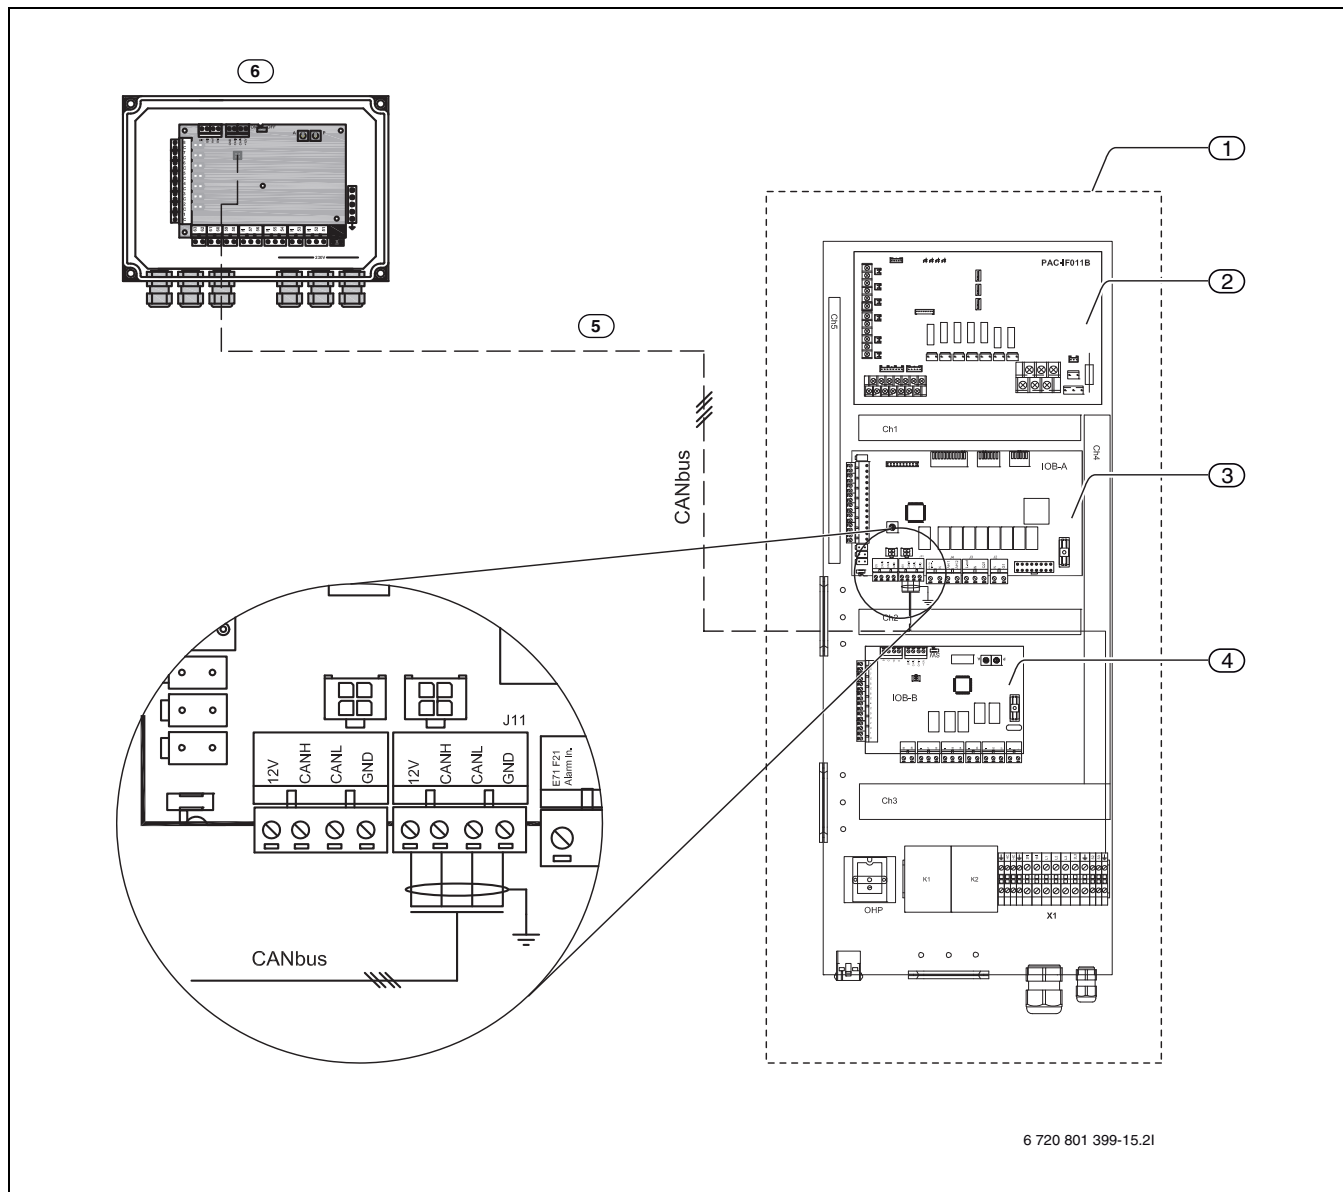 6
1
PAC-IF011B
2
230V
5
Ch5
Ch1
Ch4
IOB-A
3
CANbus
Ch2
4
IOB-B
J11
12V
CANH
CANL
GND
12V
CANH
CANL
GND
E71 F21
Alarm In.
Ch3
K1
K2
OHP
X1
CANbus
6 720 801 399-15.2I